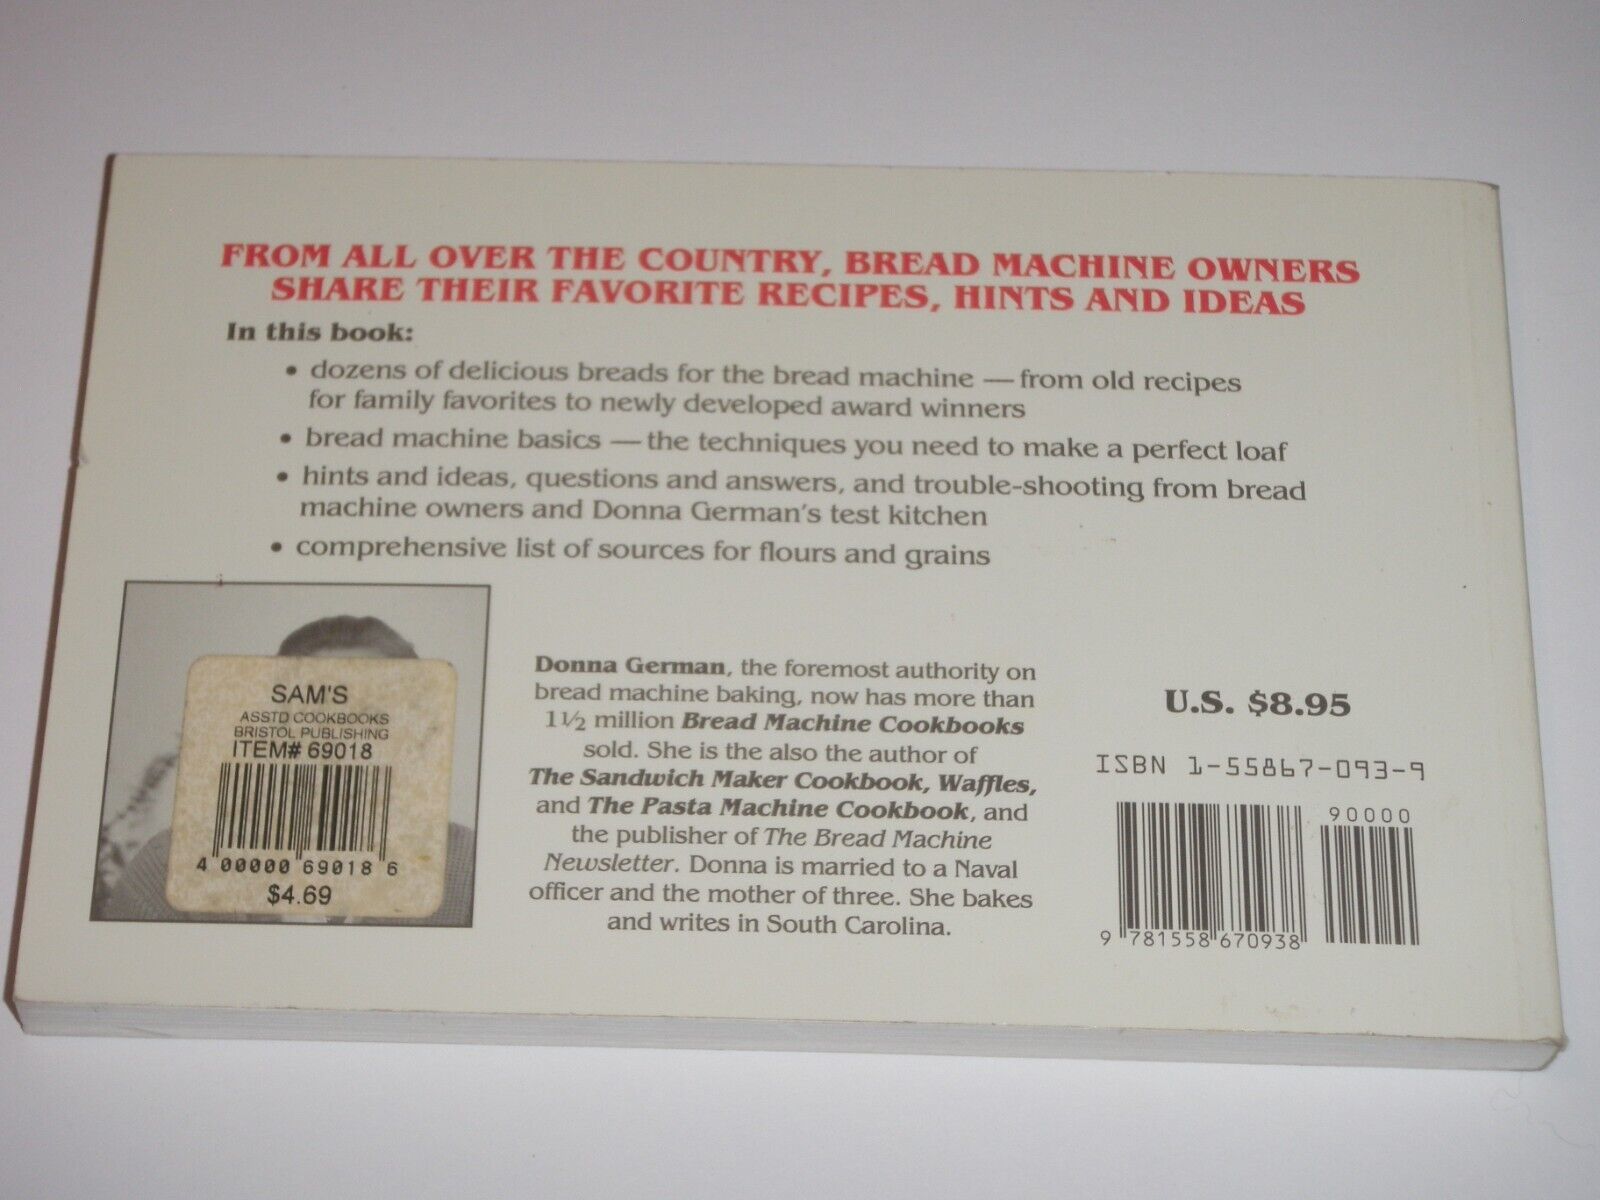 FROM ALL OVER THE COUNTRY, BREAD MACHINE OWNERS
SHARE THEIR FAVORITE RECIPES, HINTS AND IDEAS
In this book:
• dozens of delicious breads for the bread machine — from old recipes
for family favorites to newly developed award winners
• bread machine basics — the techniques you need to make a perfect loaf
• hints and ideas, questions and answers, and trouble-shooting from bread
machine owners and Donna German's test kitchen
• comprehensive list of sources for flours and grains
SAM'S
ASSTD COOKBOOKS
BRISTOL PUBLISHING
ITEM# 69018
4 00000 69018 6
$4.69
Donna German, the foremost authority on
bread machine baking, now has more than
1½ million Bread Machine Cookbooks
sold. She is the also the author of
The Sandwich Maker Cookbook, Waffles,
and The Pasta Machine Cookbook, and
the publisher of The Bread Machine
Newsletter. Donna is married to a Naval
officer and the mother of three. She bakes
and writes in South Carolina.
U.S. $8.95
ISBN 1-55867-093-9
90000
9 781558 670938